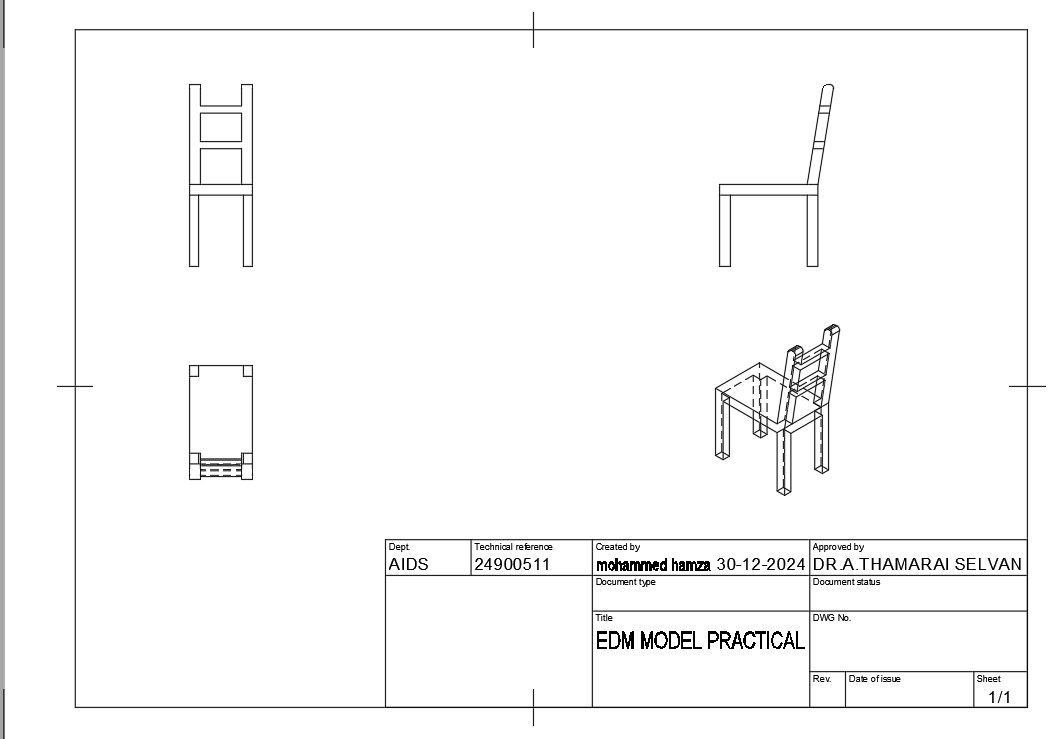 Dept.
Technical reference
Created by
Approved by
AIDS
24900511
mohammed hamza 30-12-2024
DR.A.THAMARAI SELVAN
Document type
Document status
Title
DWG No.
EDM MODEL PRACTICAL
Rev.
Date of issue
Sheet
1/1